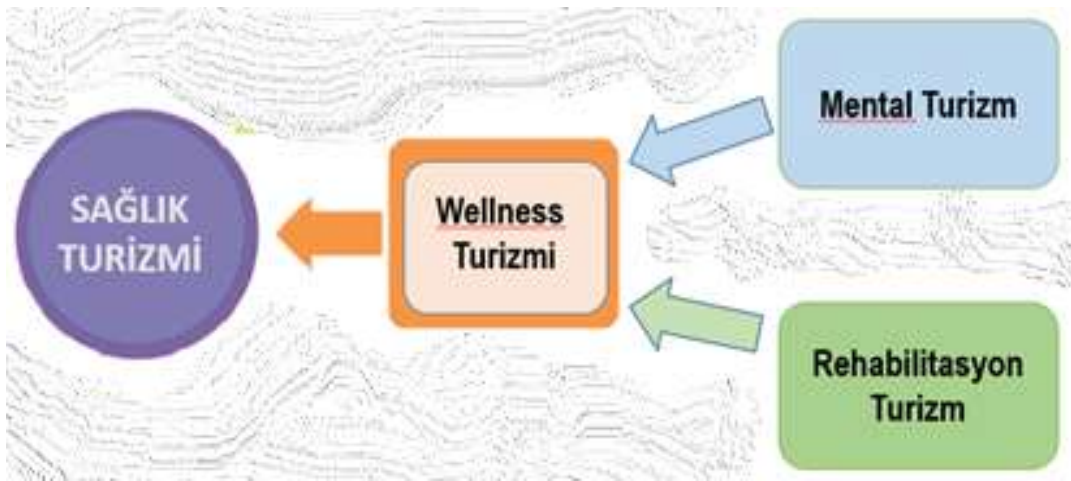 SAĞLIK
TURİZMİ
Wellness
Turizmi
Mental Turizm
Rehabilitasyon
Turizm